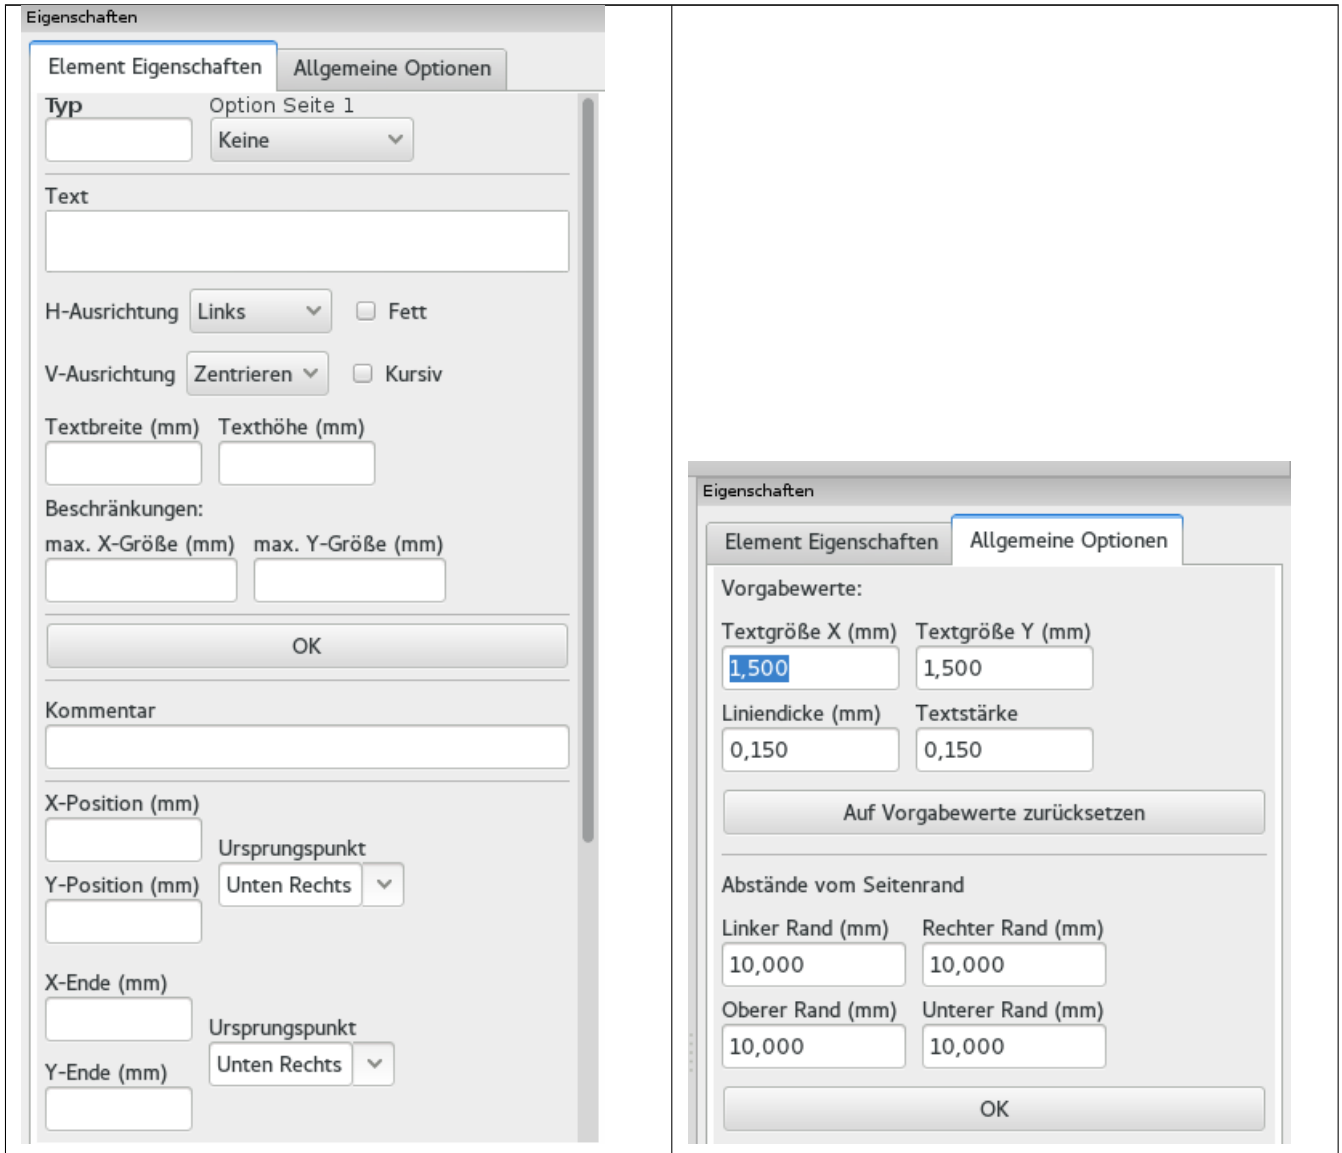 Eigenschaften
Element Eigenschaften Allgemeine Optionen
Typ Option Seite 1
Keine
Text
H-Ausrichtung Links Fett
V-Ausrichtung Zentrieren Kursiv
Textbreite (mm) Texthöhe (mm)
Beschränkungen:
max. X-Größe (mm) max. Y-Größe (mm)
OK
Kommentar
X-Position (mm)
Ursprungspunkt
Y-Position (mm) Unten Rechts
X-Ende (mm)
Ursprungspunkt
Y-Ende (mm) Unten Rechts
Eigenschaften
Element Eigenschaften Allgemeine Optionen
Vorgabewerte:
Textgröße X (mm) Textgröße Y (mm)
1,500 1,500
Liniendicke (mm) Textstärke
0,150 0,150
Auf Vorgabewerte zurücksetzen
Abstände vom Seitenrand
Linker Rand (mm) Rechter Rand (mm)
10,000 10,000
Oberer Rand (mm) Unterer Rand (mm)
10,000 10,000
OK